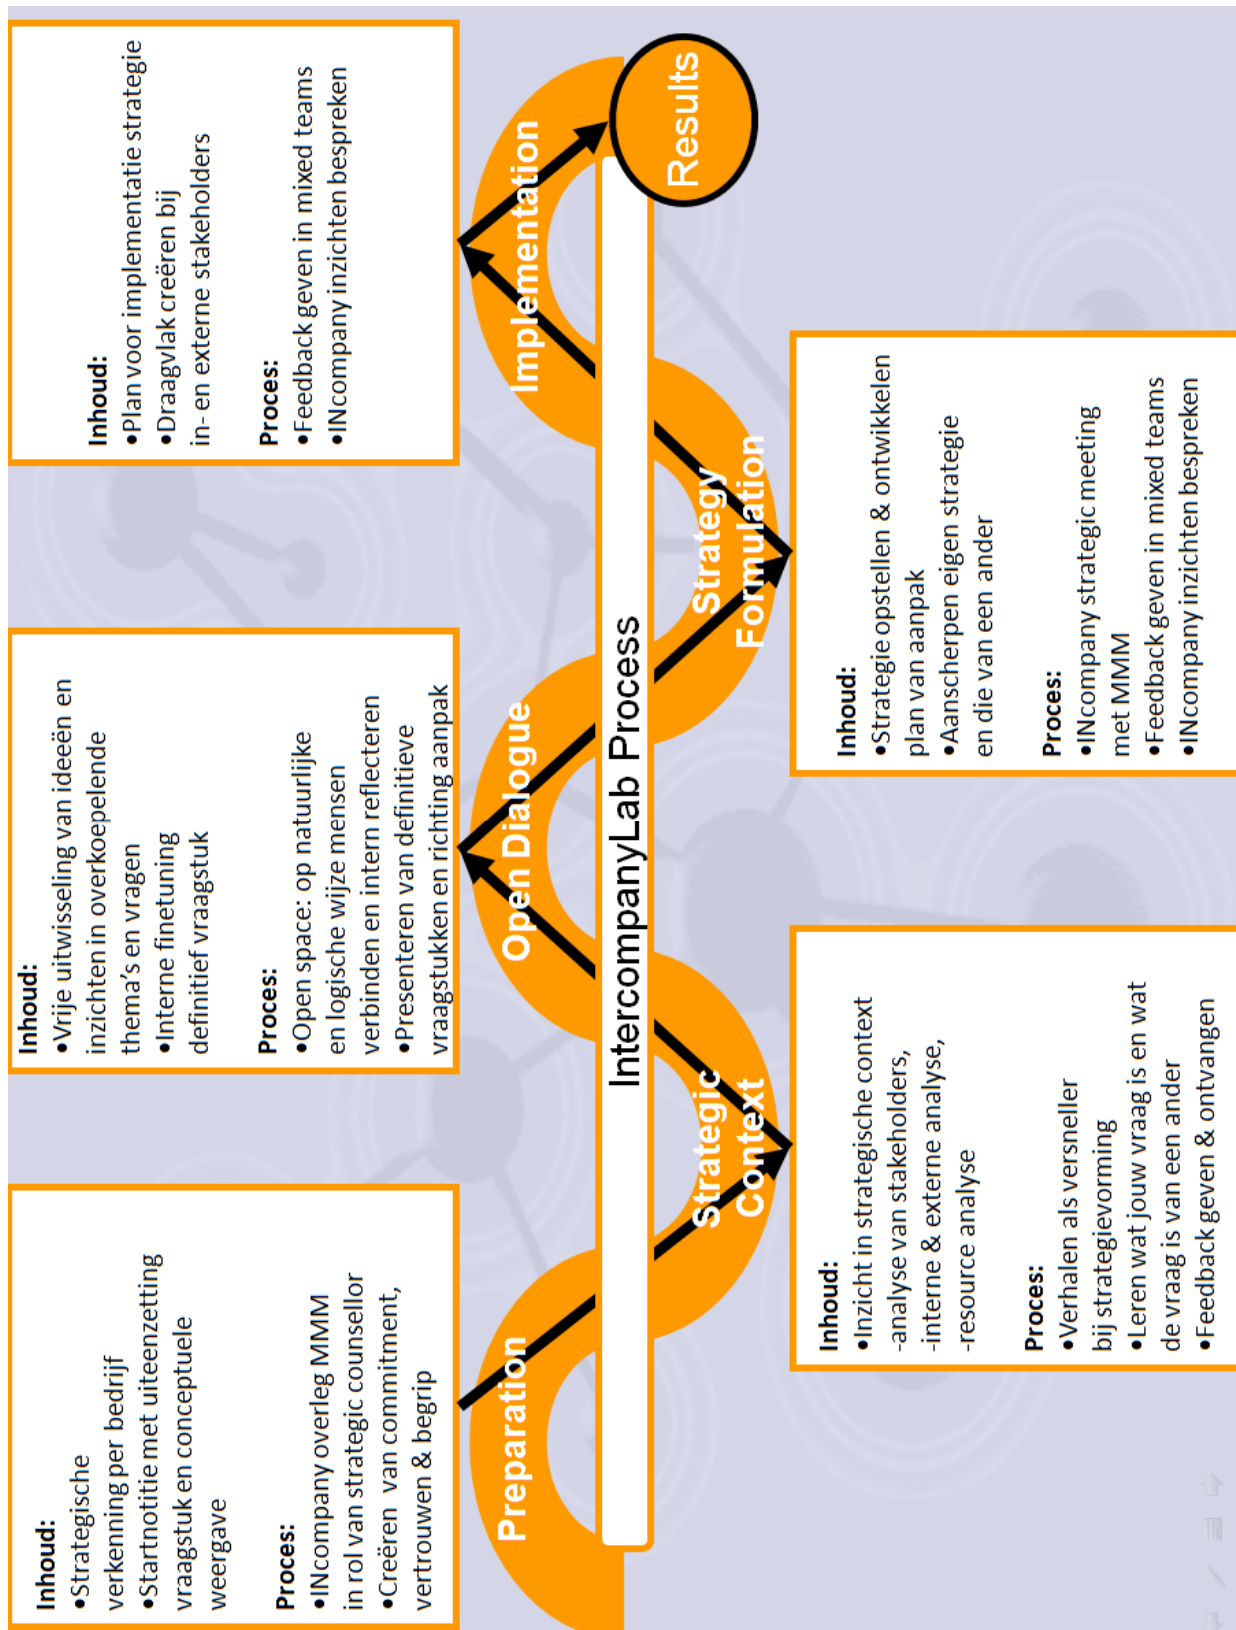 Inhoud:
•Strategische
verkenning per bedrijf
•Startnotitie met uiteenzetting
vraagstuk en conceptuele
weergave
Proces:
•INcompany overleg MMM
in rol van strategic counsellor
•Creëren van commitment,
vertrouwen & begrip
Inhoud:
•Vrije uitwisseling van ideeën en
inzichten in overkoepelende
thema’s en vragen
•Interne finetuning
definitief vraagstuk
Proces:
•Open space: op natuurlijke
en logische wijze mensen
verbinden en intern reflecteren
•Presenteren van definitieve
vraagstukken en richting aanpak
Inhoud:
•Plan voor implementatie strategie
•Draagvlak creëren bij
in- en externe stakeholders
Proces:
•Feedback geven in mixed teams
•INcompany inzichten bespreken
Preparation
Open Dialogue
Implementation
IntercompanyLab Process
Results
Strategic
Context
Strategy
Formulation
Inhoud:
•Inzicht in strategische context
-analyse van stakeholders,
-interne & externe analyse,
-resource analyse
Proces:
•Verhalen als versneller
bij strategievorming
•Leren wat jouw vraag is en wat
de vraag is van een ander
•Feedback geven & ontvangen
Inhoud:
•Strategie opstellen & ontwikkelen
plan van aanpak
•Aanscherpen eigen strategie
en die van een ander
Proces:
•INcompany strategic meeting
met MMM
•Feedback geven in mixed teams
•INcompany inzichten bespreken